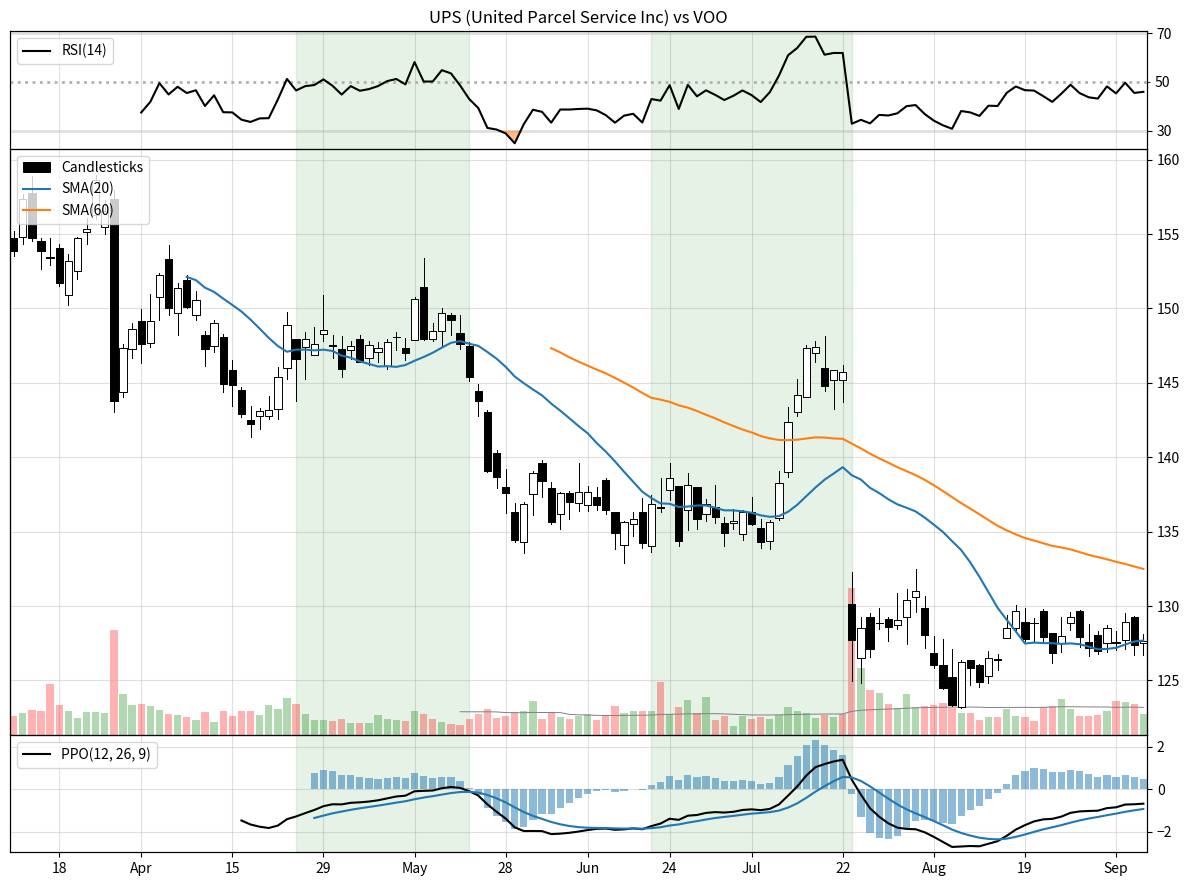 UPS (United Parcel Service Inc) vs VOO
RSI(14)
70
50
30
Candlesticks
SMA(20)
SMA(60)
160
155
150
145
140
135
130
125
PPO(12, 26, 9)
2
0
−2
18 Apr 15 29 May 28 Jun 24 Jul 22 Aug 19 Sep